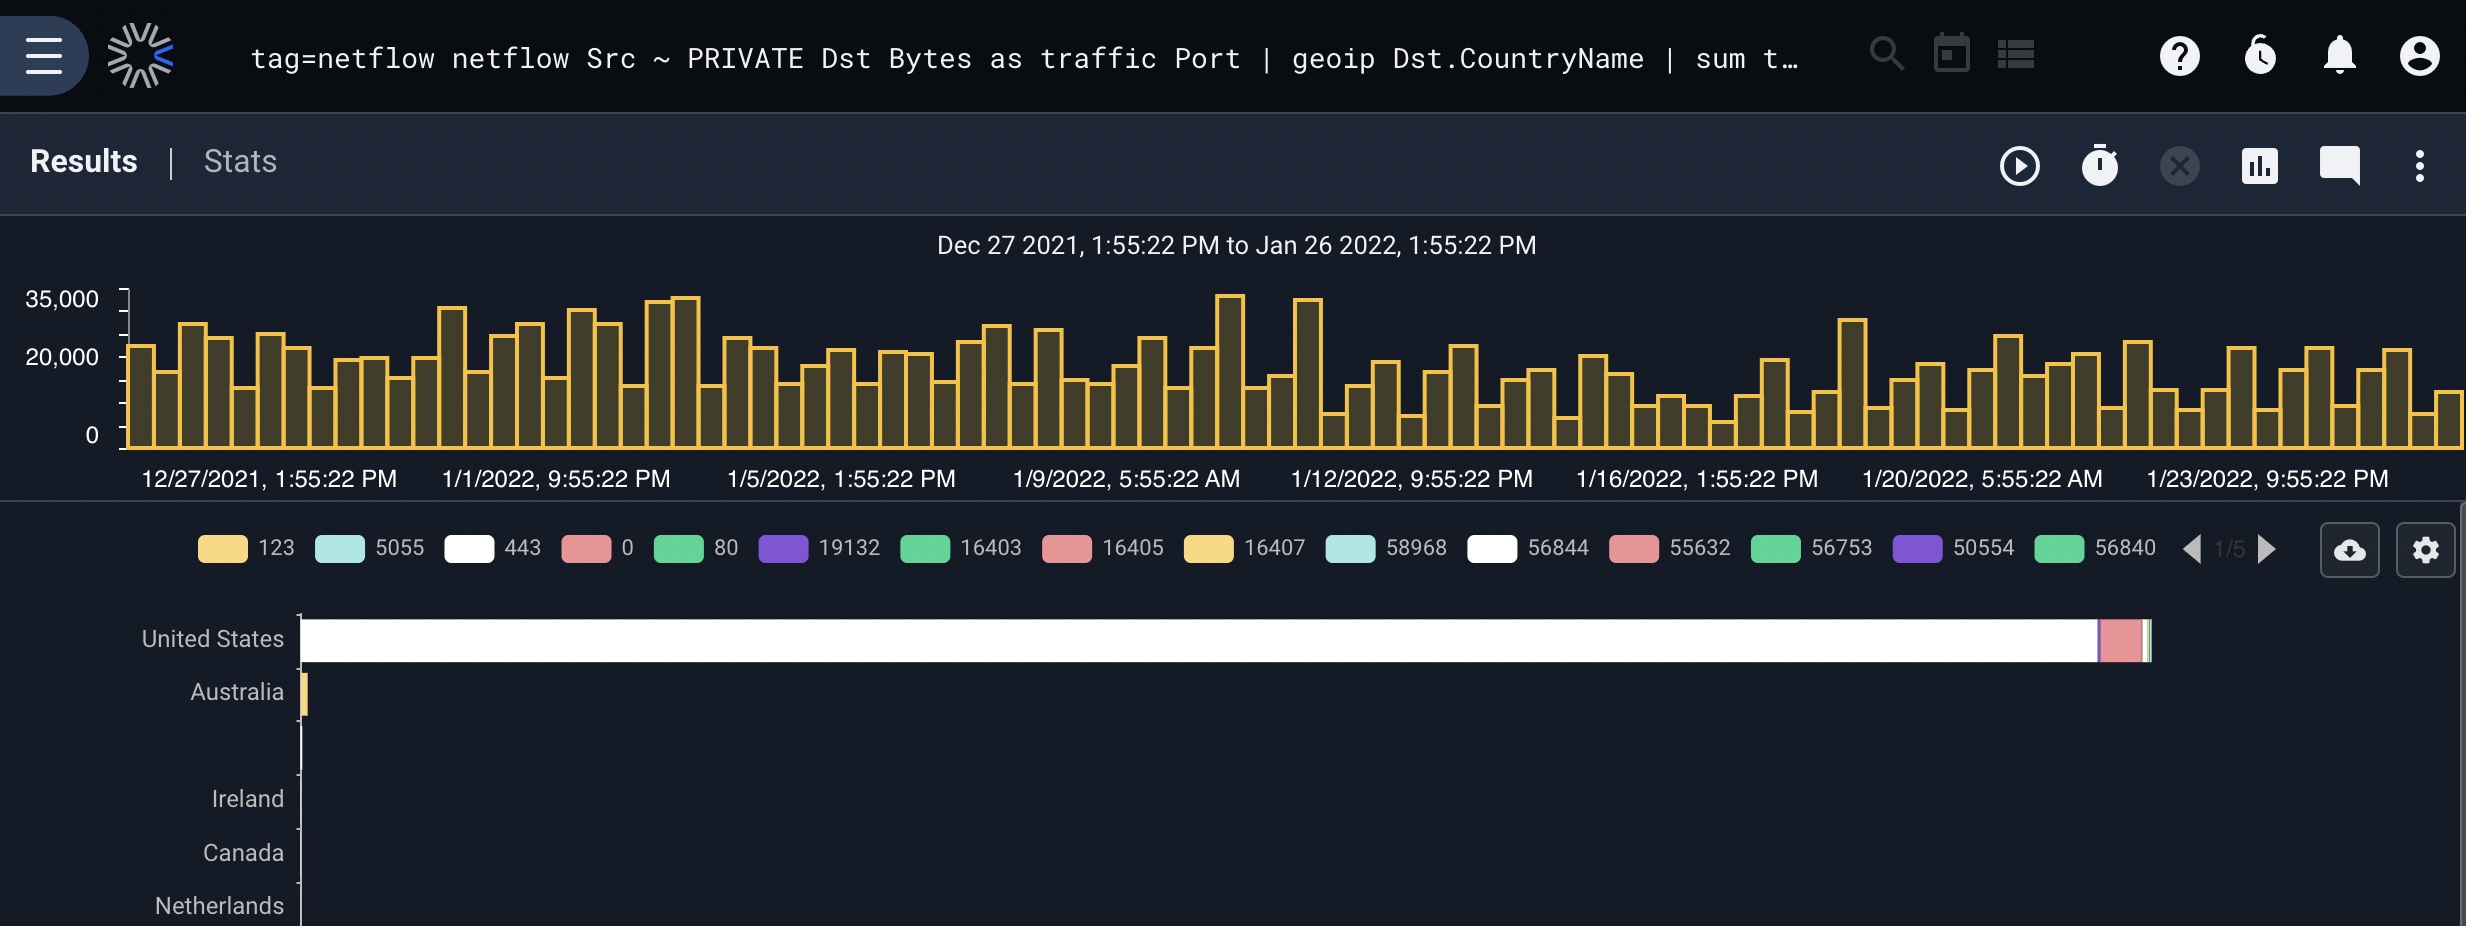 tag=netflow netflow Src ~ PRIVATE Dst Bytes as traffic Port | geoip Dst.CountryName | sum t…
Results | Stats
Dec 27 2021, 1:55:22 PM to Jan 26 2022, 1:55:22 PM
35,000
20,000
0
12/27/2021, 1:55:22 PM 1/1/2022, 9:55:22 PM 1/5/2022, 1:55:22 PM 1/9/2022, 5:55:22 AM 1/12/2022, 9:55:22 PM 1/16/2022, 1:55:22 PM 1/20/2022, 5:55:22 AM 1/23/2022, 9:55:22 PM
123 5055 443 0 80 19132 16403 16405 16407 58968 56844 55632 56753 50554 56840 1/5
United States
Australia
Ireland
Canada
Netherlands